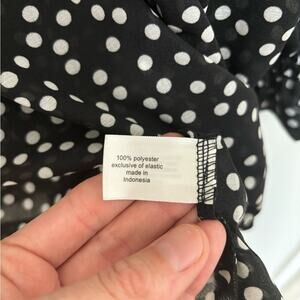 100% polyester
exclusive of elastic
made in
Indonesia